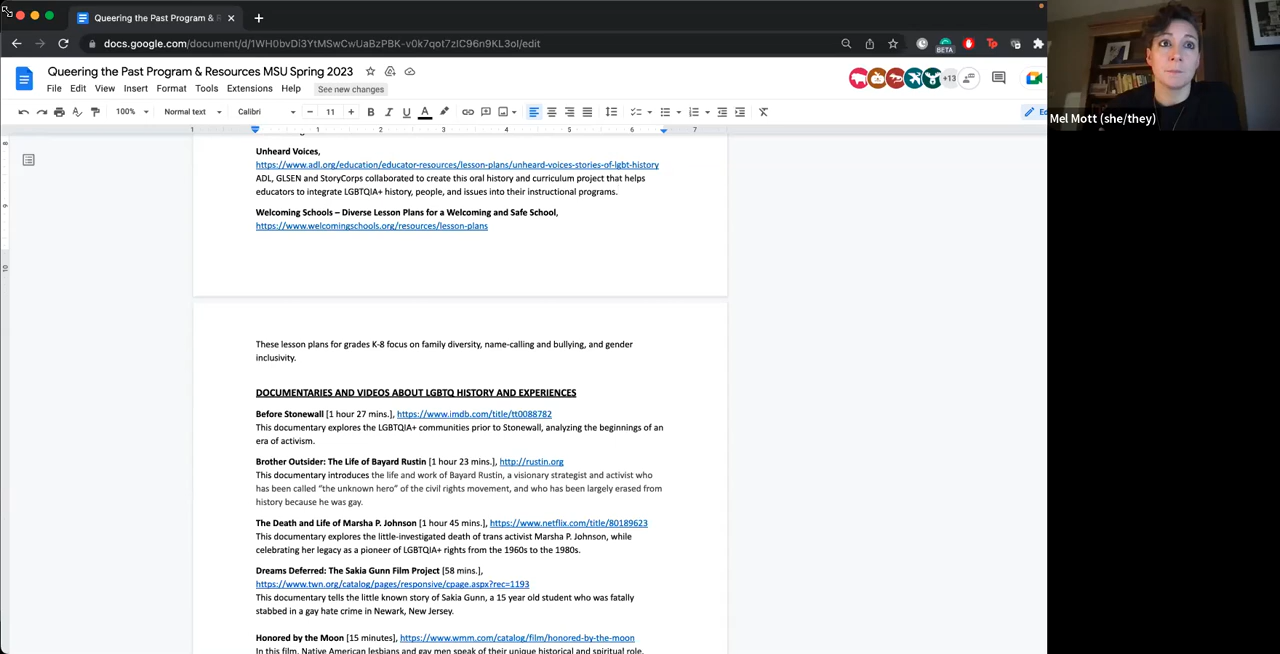 Queering the Past Program & R
docs.google.com/document/d/1WH0bvDi3YtMSwCwUaBzPBK-v0k7qot7zIC96n9KL3oI/edit
BETA
Queering the Past Program & Resources MSU Spring 2023
File Edit View Insert Format Tools Extensions Help See new changes
+13
100% Normal text Calibri 11 B I U A
1 1 2 3 4 5 6 7
Unheard Voices,
https://www.adl.org/education/educator-resources/lesson-plans/unheard-voices-stories-of-lgbt-history
ADL, GLSEN and StoryCorps collaborated to create this oral history and curriculum project that helps
educators to integrate LGBTQIA+ history, people, and issues into their instructional programs.
Welcoming Schools – Diverse Lesson Plans for a Welcoming and Safe School,
https://www.welcomingschools.org/resources/lesson-plans
These lesson plans for grades K-8 focus on family diversity, name-calling and bullying, and gender
inclusivity.
DOCUMENTARIES AND VIDEOS ABOUT LGBTQ HISTORY AND EXPERIENCES
Before Stonewall [1 hour 27 mins.], https://www.imdb.com/title/tt0088782
This documentary explores the LGBTQIA+ communities prior to Stonewall, analyzing the beginnings of an
era of activism.
Brother Outsider: The Life of Bayard Rustin [1 hour 23 mins.], http://rustin.org
This documentary introduces the life and work of Bayard Rustin, a visionary strategist and activist who
has been called “the unknown hero” of the civil rights movement, and who has been largely erased from
history because he was gay.
The Death and Life of Marsha P. Johnson [1 hour 45 mins.], https://www.netflix.com/title/80189623
This documentary explores the little-investigated death of trans activist Marsha P. Johnson, while
celebrating her legacy as a pioneer of LGBTQIA+ rights from the 1960s to the 1980s.
Dreams Deferred: The Sakia Gunn Film Project [58 mins.],
https://www.twn.org/catalog/pages/responsive/cpage.aspx?rec=1193
This documentary tells the little known story of Sakia Gunn, a 15 year old student who was fatally
stabbed in a gay hate crime in Newark, New Jersey.
Honored by the Moon [15 minutes], https://www.wmm.com/catalog/film/honored-by-the-moon
In this film, Native American lesbians and gay men speak of their unique historical and spiritual role.
Mel Mott (she/they)